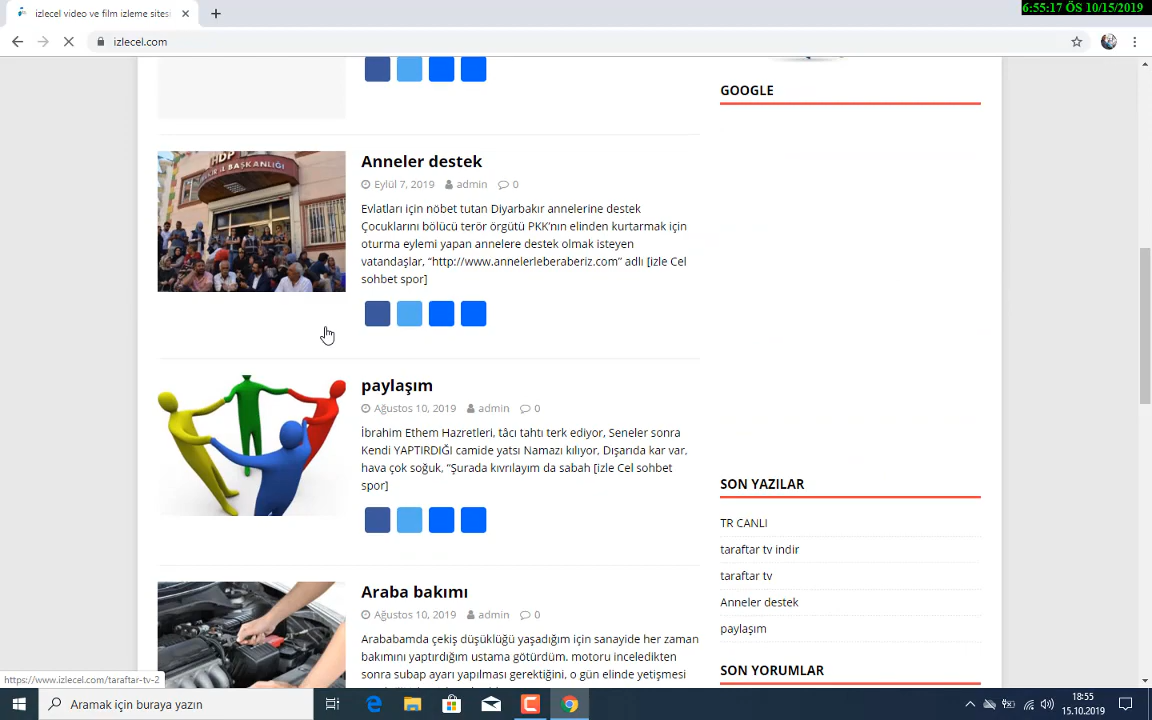 izlecel video ve film izleme sitesi
6:55:17 ÖS 10/15/2019
izlecel.com
GOOGLE
HDP
İL BAŞKANLIĞI
Anneler destek
Eylül 7, 2019 admin 0
Evlatları için nöbet tutan Diyarbakır annelerine destek
Çocuklarını bölücü terör örgütü PKK’nın elinden kurtarmak için
oturma eylemi yapan annelere destek olmak isteyen
vatandaşlar, “http://www.annelerleberaberiz.com” adlı [izle Cel
sohbet spor]
paylaşım
Ağustos 10, 2019 admin 0
İbrahim Ethem Hazretleri, tâcı tahtı terk ediyor, Seneler sonra
Kendi YAPTIRDIĞI camide yatsı Namazı kılıyor, Dışarıda kar var,
hava çok soğuk, “Şurada kıvrılayım da sabah [izle Cel sohbet
spor]
Araba bakımı
Ağustos 10, 2019 admin 0
Arababamda çekiş düşüklüğü yaşadığım için sanayide her zaman
bakımını yaptırdığım ustama götürdüm. motoru inceledikten
sonra subap ayarı yapılması gerektiğini, o gün elinde yetişmesi
SON YAZILAR
TR CANLI
taraftar tv indir
taraftar tv
Anneler destek
paylaşım
SON YORUMLAR
https://www.izlecel.com/taraftar-tv-2
Aramak için buraya yazın
18:55
15.10.2019